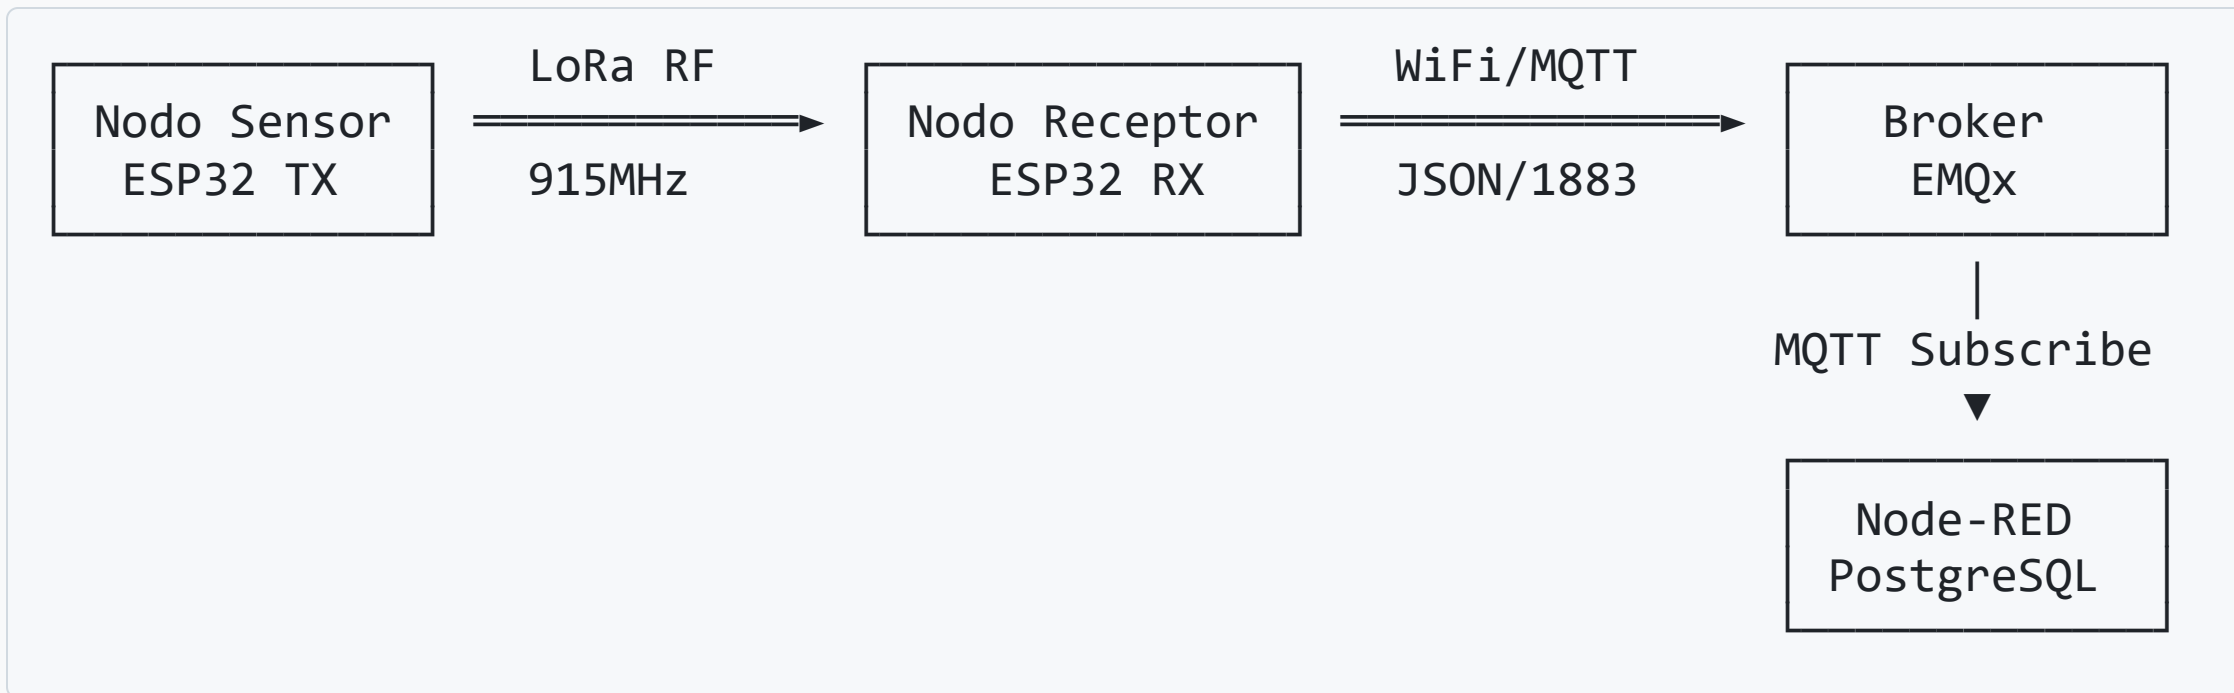 LoRa RF
WiFi/MQTT
Nodo Sensor
Nodo Receptor
Broker
ESP32 TX
915MHz
ESP32 RX
JSON/1883
EMQx
MQTT Subscribe
Node-RED
PostgreSQL